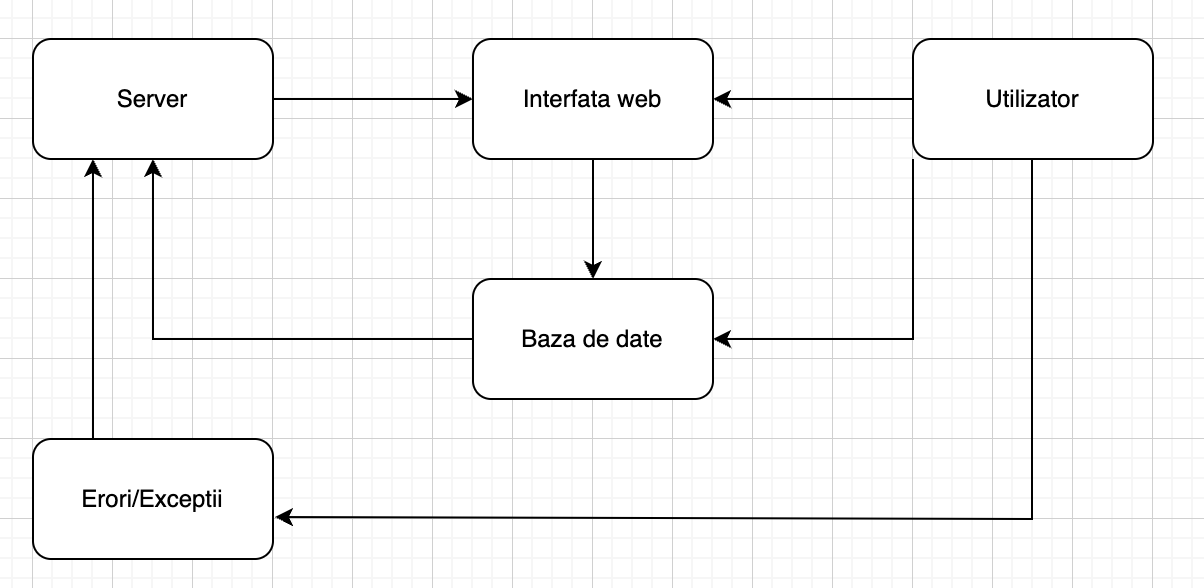 Server
Interfata web
Utilizator
Baza de date
Erori/Exceptii